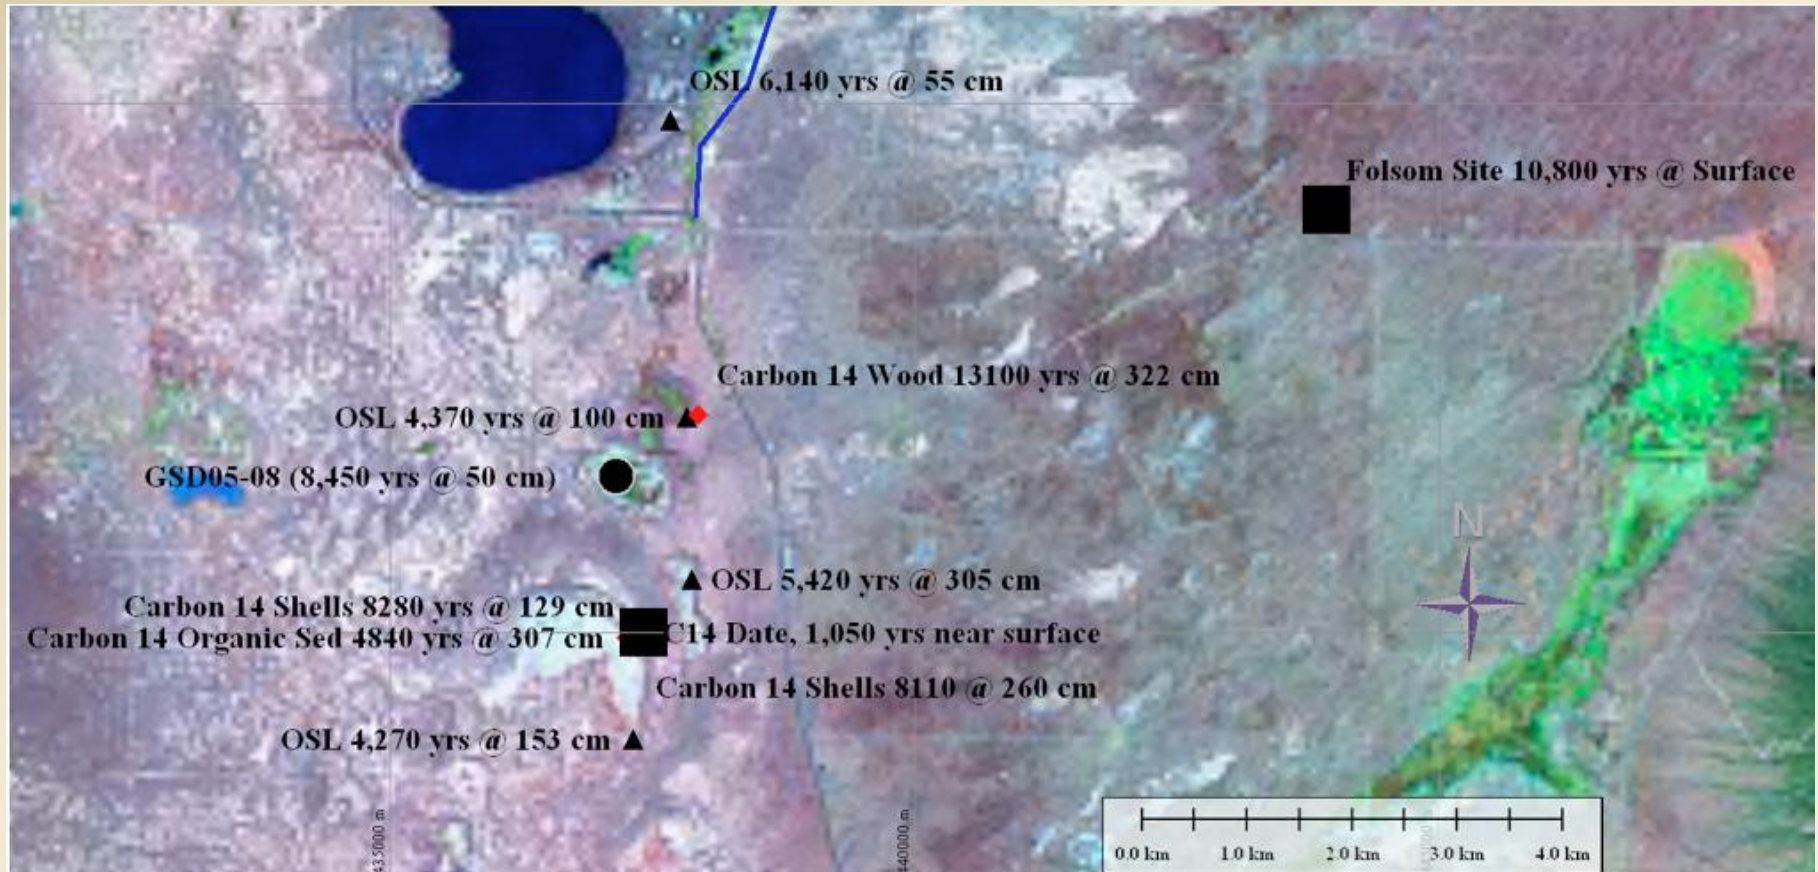 OSL 6,140 yrs @ 55 cm
Folsom Site 10,800 yrs @ Surface
Carbon 14 Wood 13100 yrs @ 322 cm
OSL 4,370 yrs @ 100 cm
GSD05-08 (8,450 yrs @ 50 cm)
N
OSL 5,420 yrs @ 305 cm
Carbon 14 Shells 8280 yrs @ 129 cm
C14 Date, 1,050 yrs near surface
Carbon 14 Organic Sed 4840 yrs @ 307 cm
Carbon 14 Shells 8110 @ 260 cm
OSL 4,270 yrs @ 153 cm
435000 m
440000 m
0.0 km 1.0 km 2.0 km 3.0 km 4.0 km